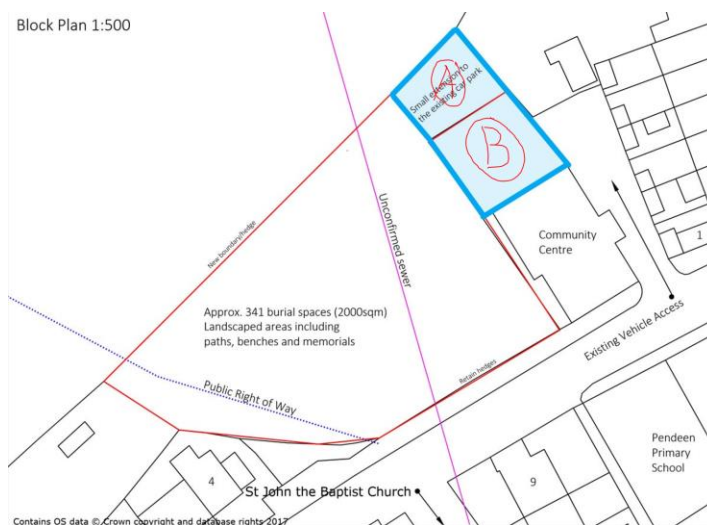 Block Plan 1:500
A
Small extension to
the existing car park
B
New boundary/hedge
Unconfirmed sewer
Community
Centre
1
Approx. 341 burial spaces (2000sqm)
Landscaped areas including
paths, benches and memorials
Existing Vehicle Access
Retain hedges
Public Right of Way
Pendeen
Primary
School
4
9
St John the Baptist Church
Contains OS data © Crown copyright and database rights 2017